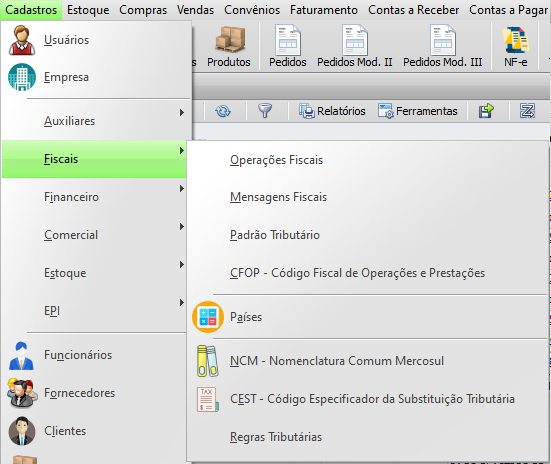 Cadastros Estoque Compras Vendas Convênios Faturamento Contas a Receber Contas a Pagar
Usuários
Empresa
Auxiliares
Fiscais
Financeiro
Comercial
Estoque
EPI
Funcionários
Fornecedores
Clientes
Produtos Pedidos Pedidos Mod. II Pedidos Mod. III NF-e
Relatórios Ferramentas
Operações Fiscais
Mensagens Fiscais
Padrão Tributário
CFOP - Código Fiscal de Operações e Prestações
Países
NCM - Nomenclatura Comum Mercosul
TAX
CEST - Código Especificador da Substituição Tributária
Regras Tributárias